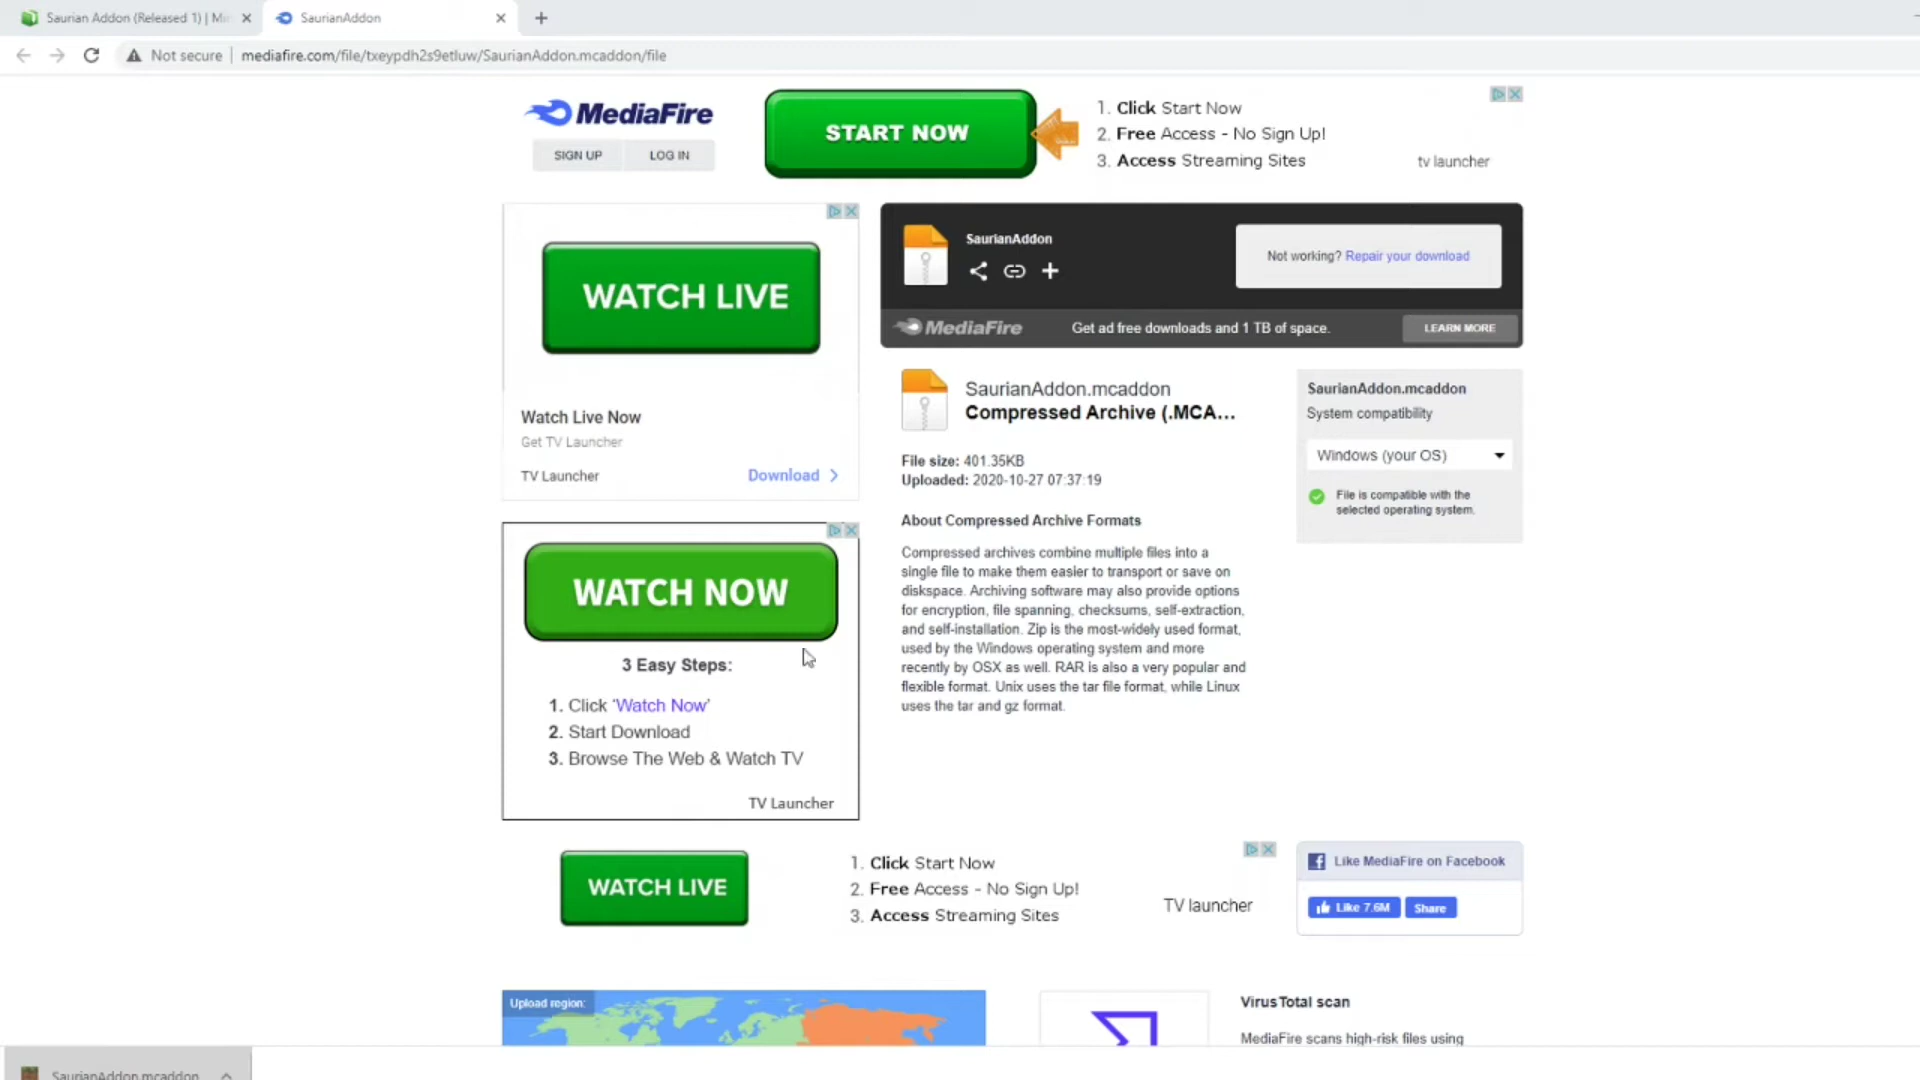 Saurian Addon (Released 1) | Mi
SaurianAddon
Not secure
mediafire.com/file/txeypdh2s9etluw/SaurianAddon.mcaddon/file
MediaFire
SIGN UP
LOG IN
START NOW
1. Click Start Now
2. Free Access - No Sign Up!
3. Access Streaming Sites
tv launcher
WATCH LIVE
Watch Live Now
Get TV Launcher
TV Launcher
Download
SaurianAddon
Not working? Repair your download
MediaFire
Get ad free downloads and 1 TB of space.
LEARN MORE
SaurianAddon.mcaddon
Compressed Archive (.MCA...
File size: 401.35KB
Uploaded: 2020-10-27 07:37:19
About Compressed Archive Formats
Compressed archives combine multiple files into a
single file to make them easier to transport or save on
diskspace. Archiving software may also provide options
for encryption, file spanning, checksums, self-extraction,
and self-installation. Zip is the most-widely used format,
used by the Windows operating system and more
recently by OSX as well. RAR is also a very popular and
flexible format. Unix uses the tar file format, while Linux
uses the tar and gz format.
SaurianAddon.mcaddon
System compatibility
Windows (your OS)
File is compatible with the
selected operating system.
WATCH NOW
3 Easy Steps:
1. Click 'Watch Now'
2. Start Download
3. Browse The Web & Watch TV
TV Launcher
WATCH LIVE
1. Click Start Now
2. Free Access - No Sign Up!
3. Access Streaming Sites
TV launcher
Like MediaFire on Facebook
Like 7.6M
Share
Upload region:
VirusTotal scan
MediaFire scans high-risk files using
SaurianAddon.mcaddon